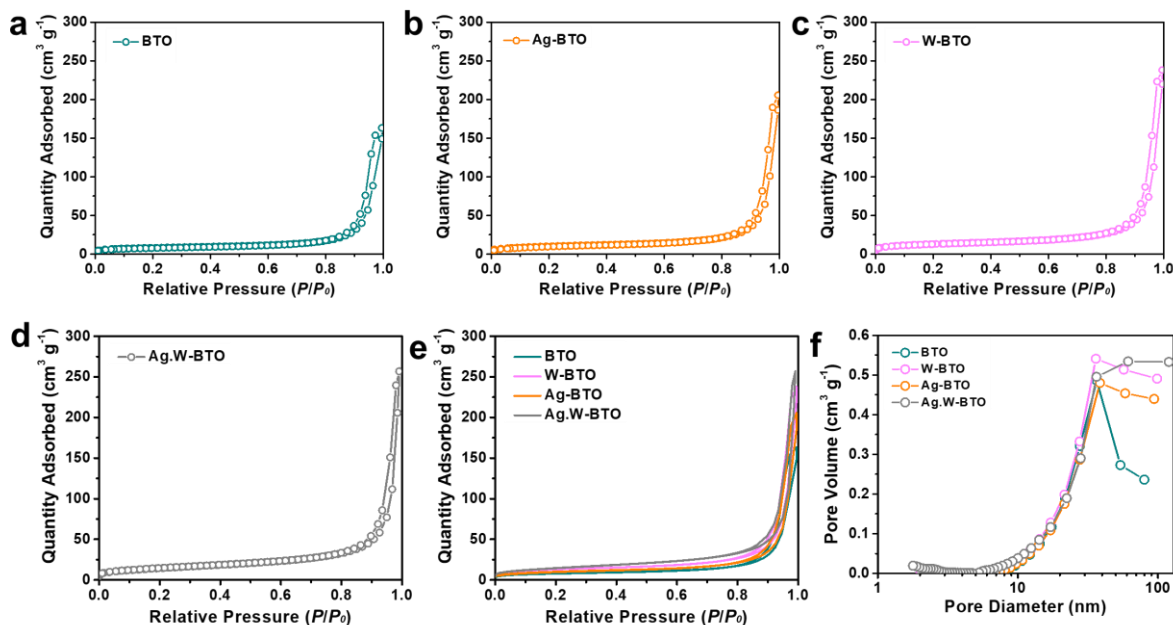 a
Quantity Adsorbed (cm³ g⁻¹)
300
250
200
150
100
50
0
BTO
0.0 0.2 0.4 0.6 0.8 1.0
Relative Pressure (P/P₀)
b
Quantity Adsorbed (cm³ g⁻¹)
300
250
200
150
100
50
0
Ag-BTO
0.0 0.2 0.4 0.6 0.8 1.0
Relative Pressure (P/P₀)
c
Quantity Adsorbed (cm³ g⁻¹)
300
250
200
150
100
50
0
W-BTO
0.0 0.2 0.4 0.6 0.8 1.0
Relative Pressure (P/P₀)
d
Quantity Adsorbed (cm³ g⁻¹)
300
250
200
150
100
50
0
Ag.W-BTO
0.0 0.2 0.4 0.6 0.8 1.0
Relative Pressure (P/P₀)
e
Quantity Adsorbed (cm³ g⁻¹)
300
250
200
150
100
50
0
BTO
W-BTO
Ag-BTO
Ag.W-BTO
0.0 0.2 0.4 0.6 0.8 1.0
Relative Pressure (P/P₀)
f
Pore Volume (cm³ g⁻¹)
0.6
0.5
0.4
0.3
0.2
0.1
0.0
BTO
W-BTO
Ag-BTO
Ag.W-BTO
1 10 100
Pore Diameter (nm)